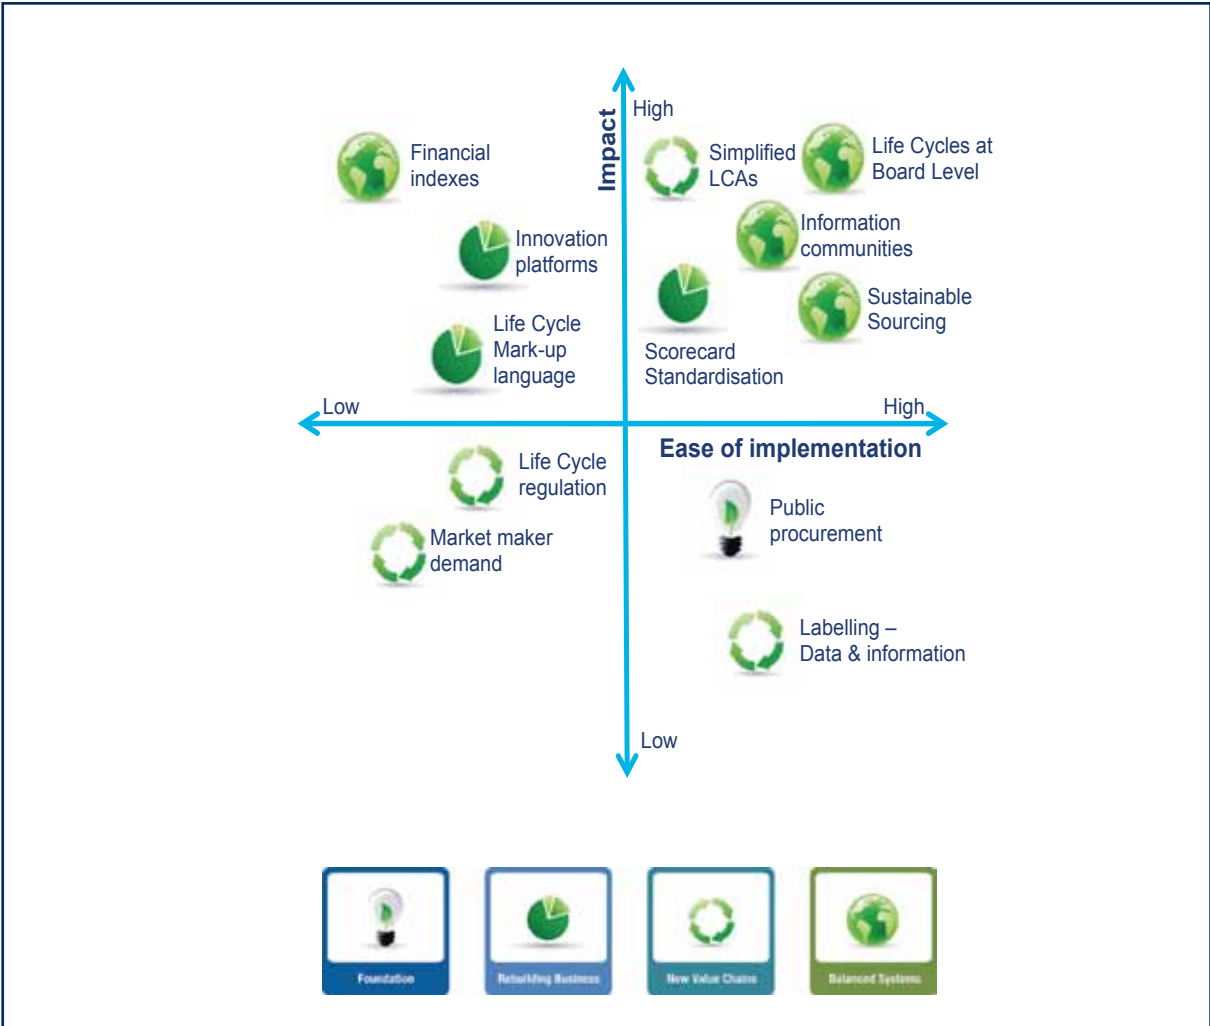 High
Impact
Financial
indexes
Simplified
LCAs
Life Cycles at
Board Level
Innovation
platforms
Information
communities
Life Cycle
Mark-up
language
Sustainable
Sourcing
Scorecard
Standardisation
Low
High
Ease of implementation
Life Cycle
regulation
Market maker
demand
Public
procurement
Labelling –
Data & information
Low
Foundation
Rebuilding Business
New Value Chains
Balanced Systems